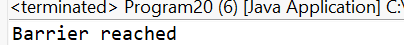 <terminated> Program20 (6) [Java Application] C:\
Barrier reached